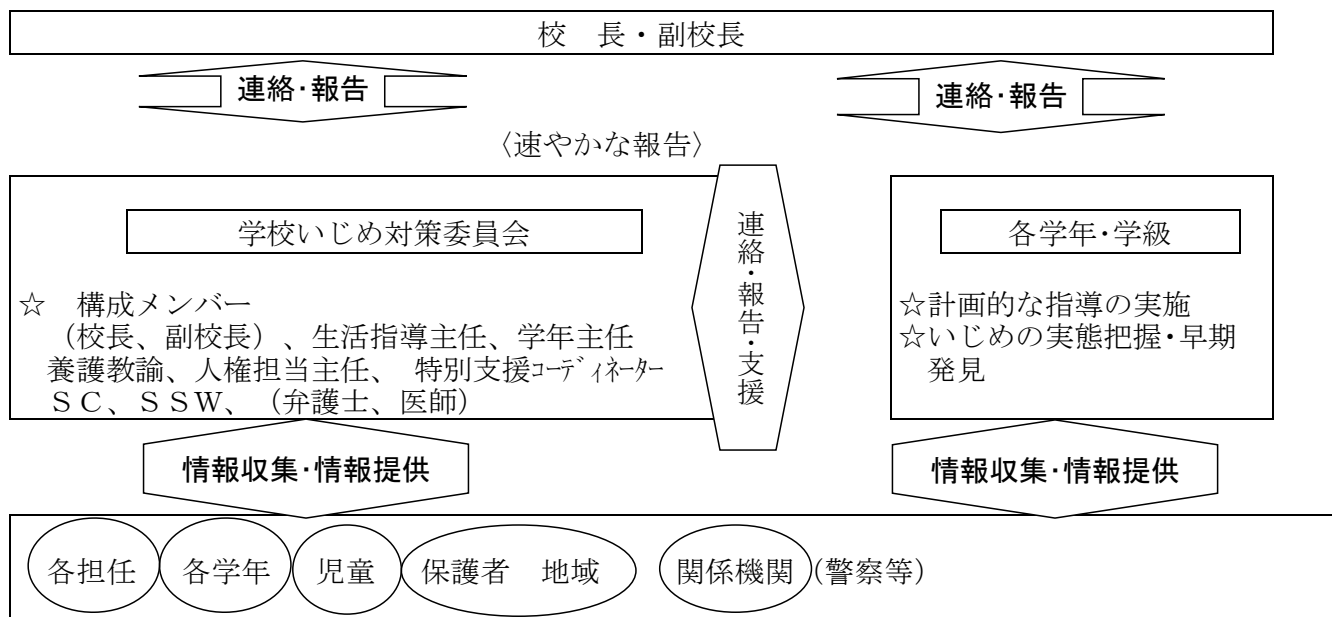 校　長・副校長
連絡・報告
連絡・報告
〈速やかな報告〉
学校いじめ対策委員会
☆　構成メンバー
（校長、副校長）、生活指導主任、学年主任
養護教諭、人権担当主任、 特別支援ｺｰﾃﾞｨﾈｰﾀｰ
ＳＣ、ＳＳＷ、（弁護士、医師）
連絡・報告・支援
各学年・学級
☆計画的な指導の実施
☆いじめの実態把握・早期
発見
情報収集・情報提供
情報収集・情報提供
各担任　各学年　児童　保護者　地域　関係機関(警察等)